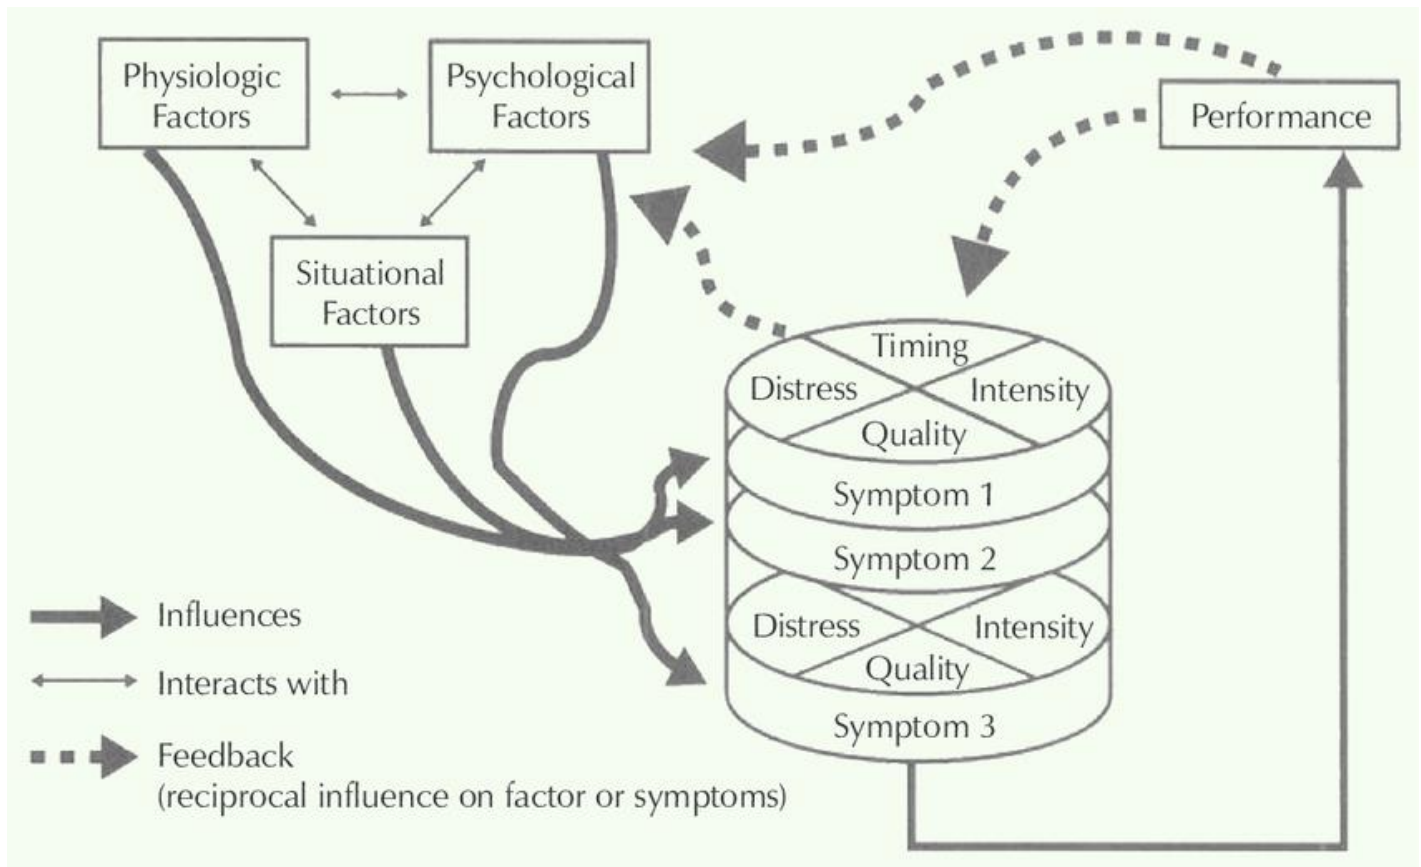 Physiologic
Factors
Psychological
Factors
Performance
Situational
Factors
Timing
Distress
Intensity
Quality
Symptom 1
Symptom 2
Distress
Intensity
Quality
Symptom 3
Influences
Interacts with
Feedback
(reciprocal influence on factor or symptoms)